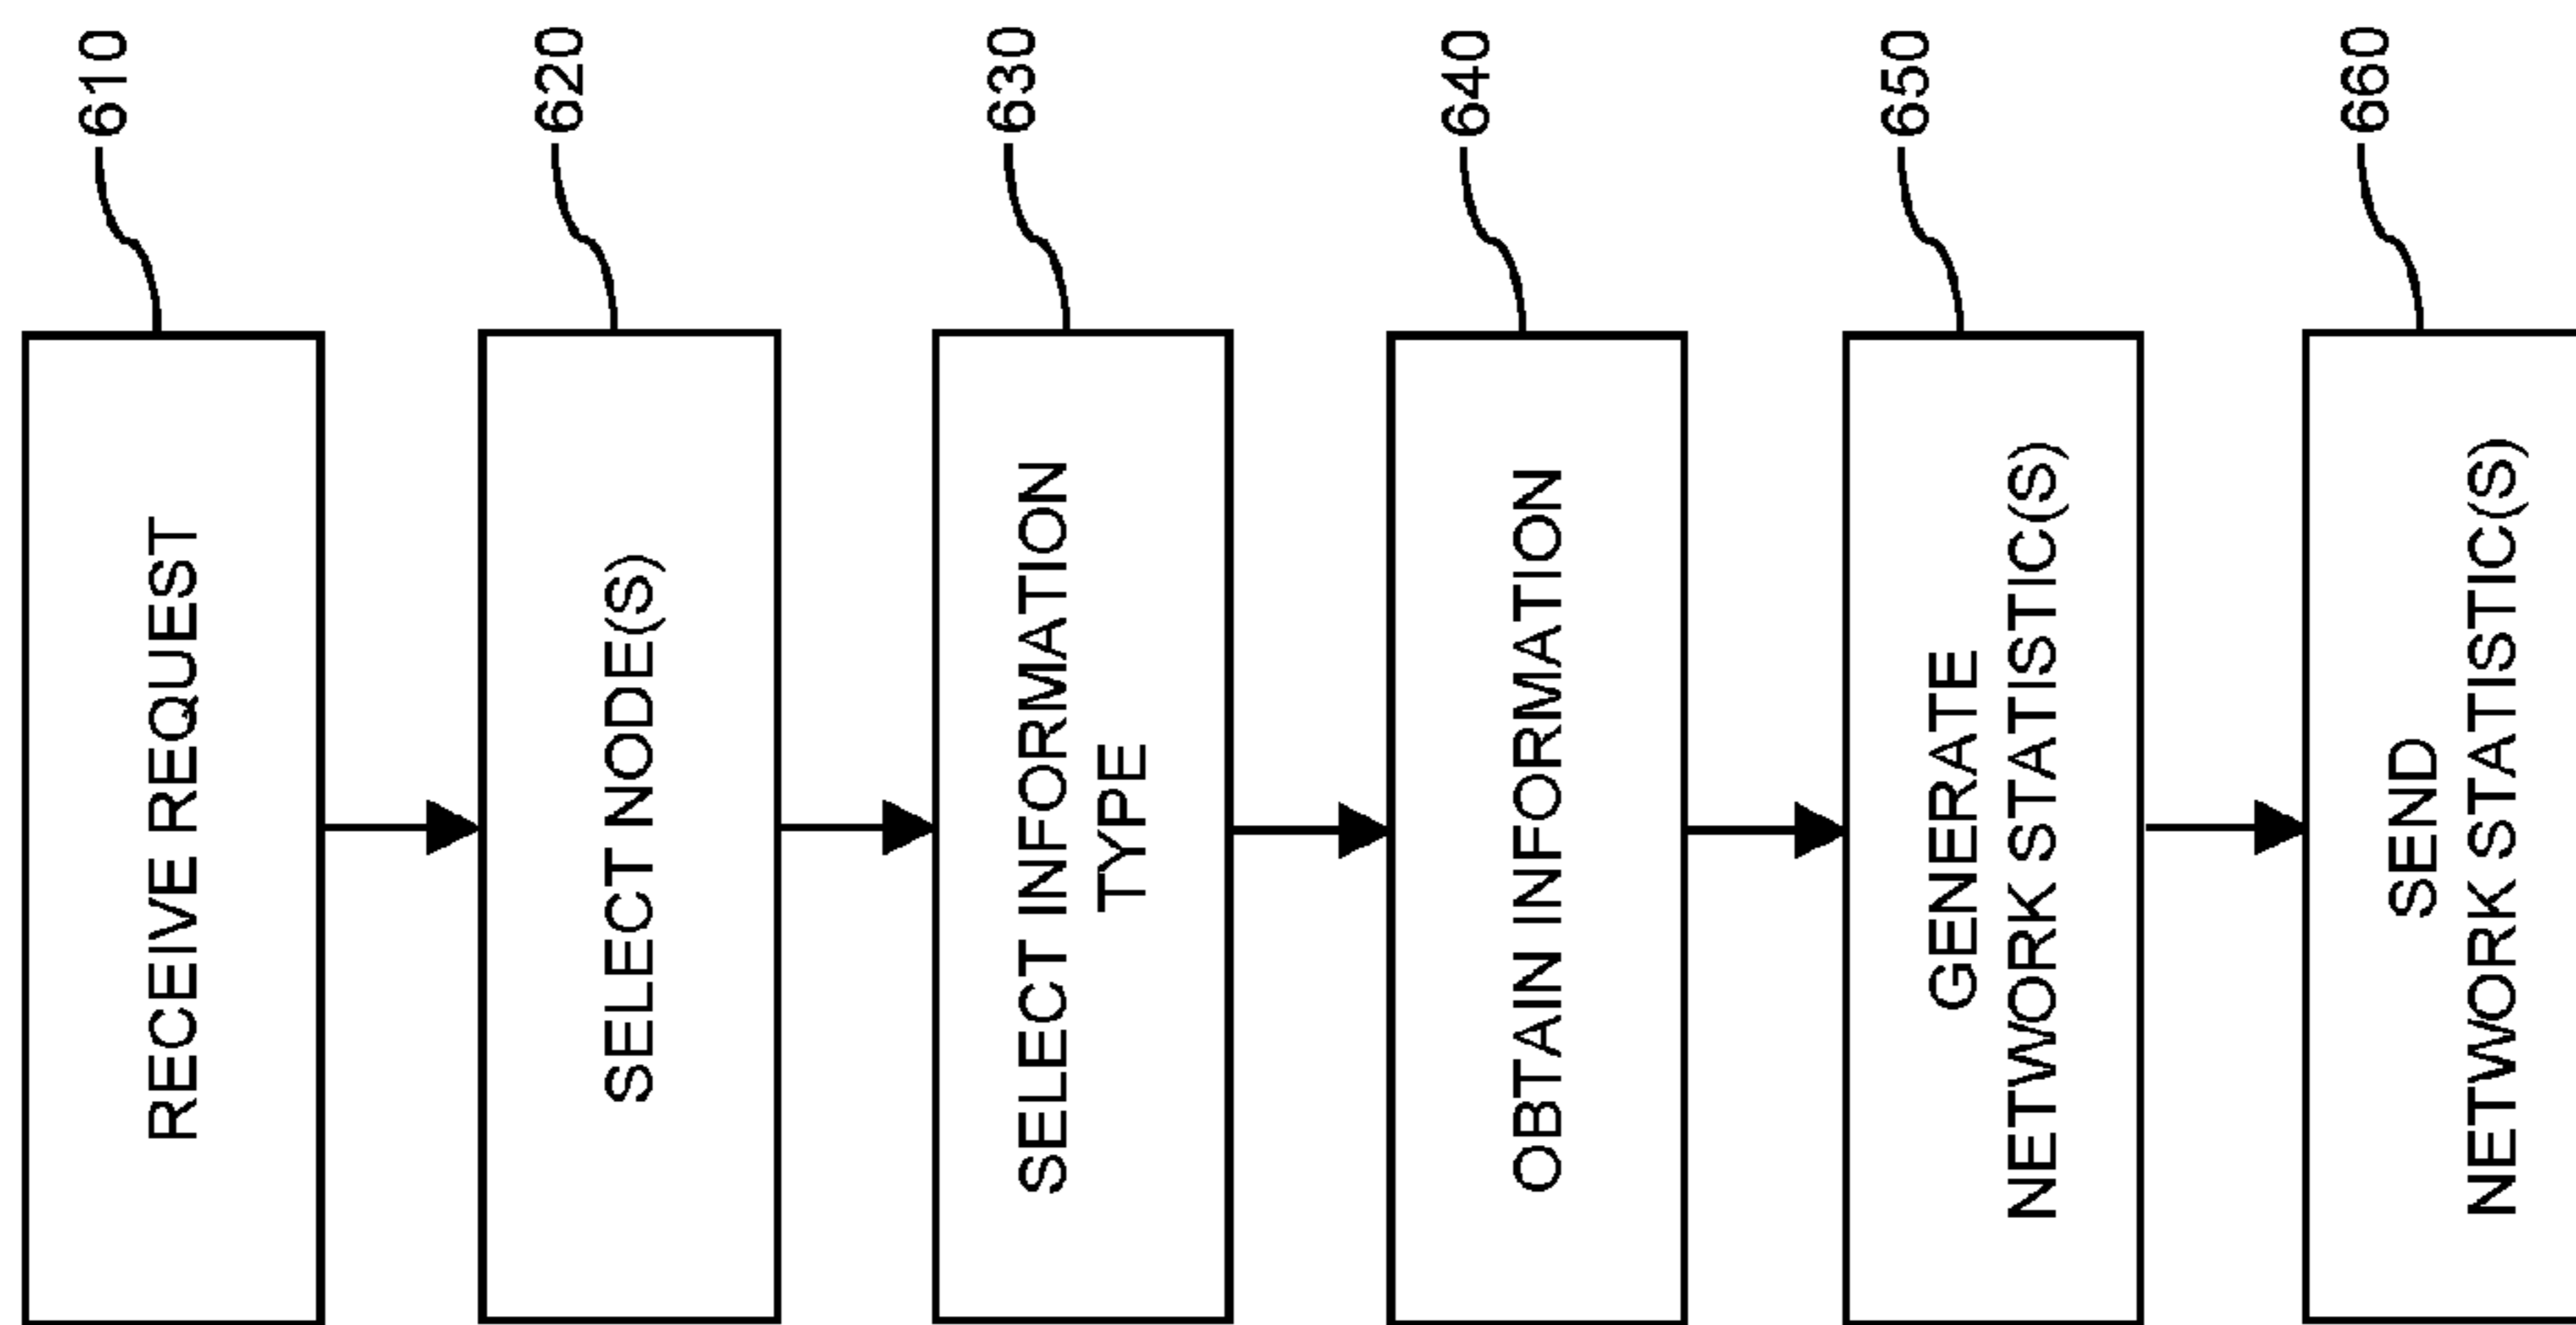 610
RECEIVE REQUEST
620
SELECT NODE(S)
630
SELECT INFORMATION
TYPE
640
OBTAIN INFORMATION
650
GENERATE
NETWORK STATISTIC(S)
660
SEND
NETWORK STATISTIC(S)